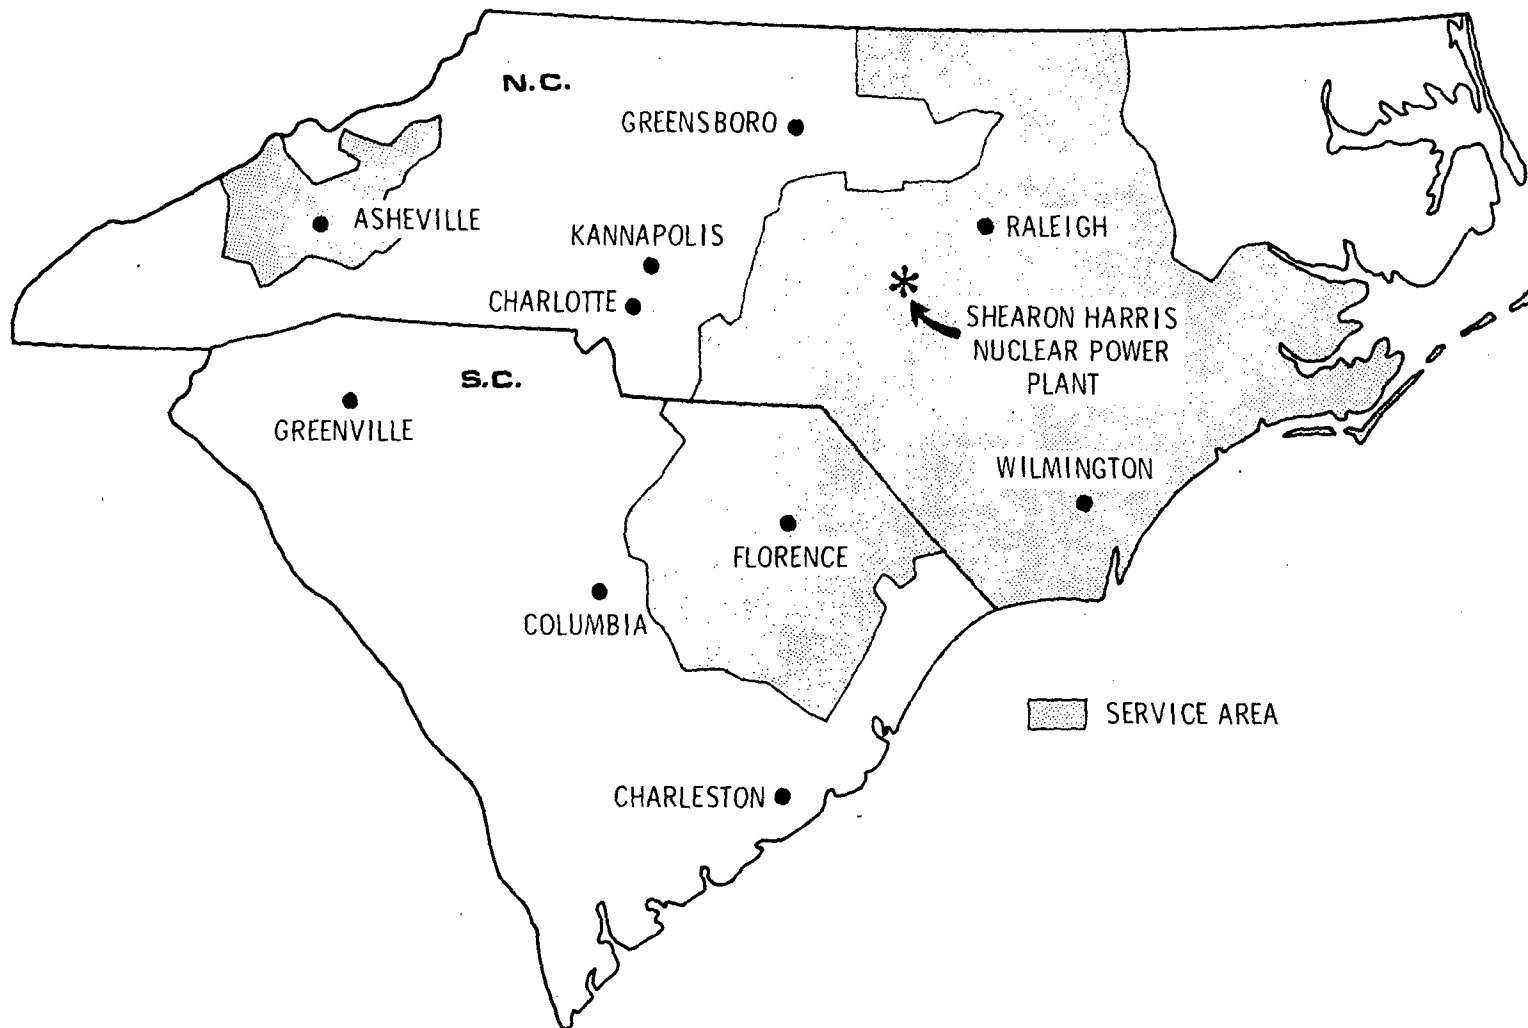 N.C.
GREENSBORO
ASHEVILLE
KANNAPOLIS
RALEIGH
CHARLOTTE
SHEARON HARRIS
NUCLEAR POWER
PLANT
S.C.
GREENVILLE
WILMINGTON
FLORENCE
COLUMBIA
SERVICE AREA
CHARLESTON